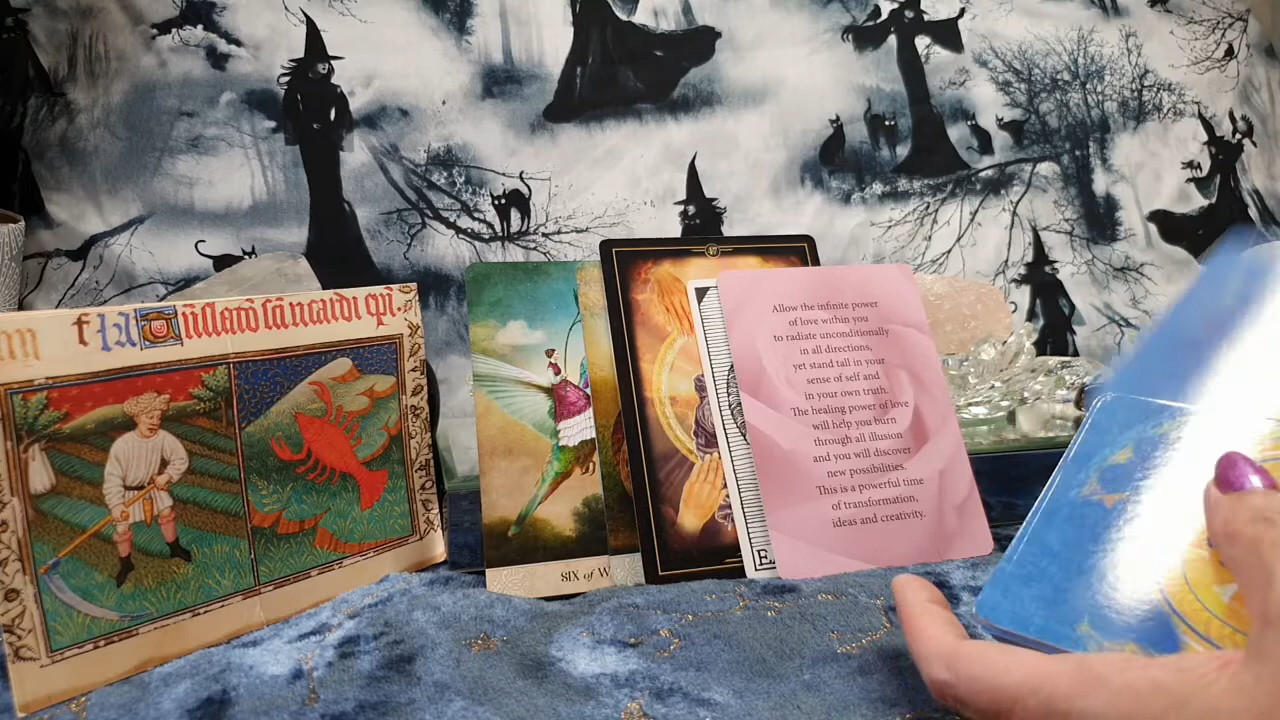 SIX of W
E
Allow the infinite power
of love within you
to radiate unconditionally
in all directions,
yet stand tall in your
sense of self and
in your own truth.
The healing power of love
will help you burn
through all illusion
and you will discover
new possibilities.
This is a powerful time
of transformation,
ideas and creativity.